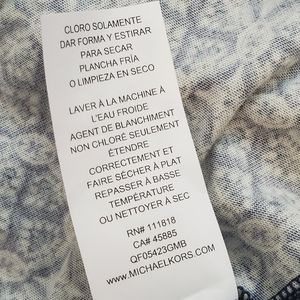 CLORO SOLAMENTE
DAR FORMA Y ESTIRAR
PARA SECAR
PLANCHA FRÍA
O LIMPIEZA EN SECO
LAVER À LA MACHINE À
L'EAU FROIDE
AGENT DE BLANCHIMENT
NON CHLORÉ SEULEMENT
ÉTENDRE
CORRECTEMENT ET
FAIRE SÉCHER À PLAT
REPASSER À BASSE
TEMPÉRATURE
OU NETTOYER À SEC
RN# 111818
CA# 45885
QF05423GMB
WWW.MICHAELKORS.COM